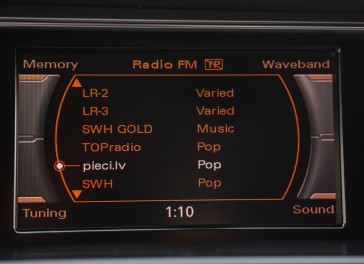 Memory Radio FM TP Waveband
LR-2 Varied
LR-3 Varied
SWH GOLD Music
TOPradio Pop
pieci.lv Pop
SWH Pop
Tuning 1:10 Sound